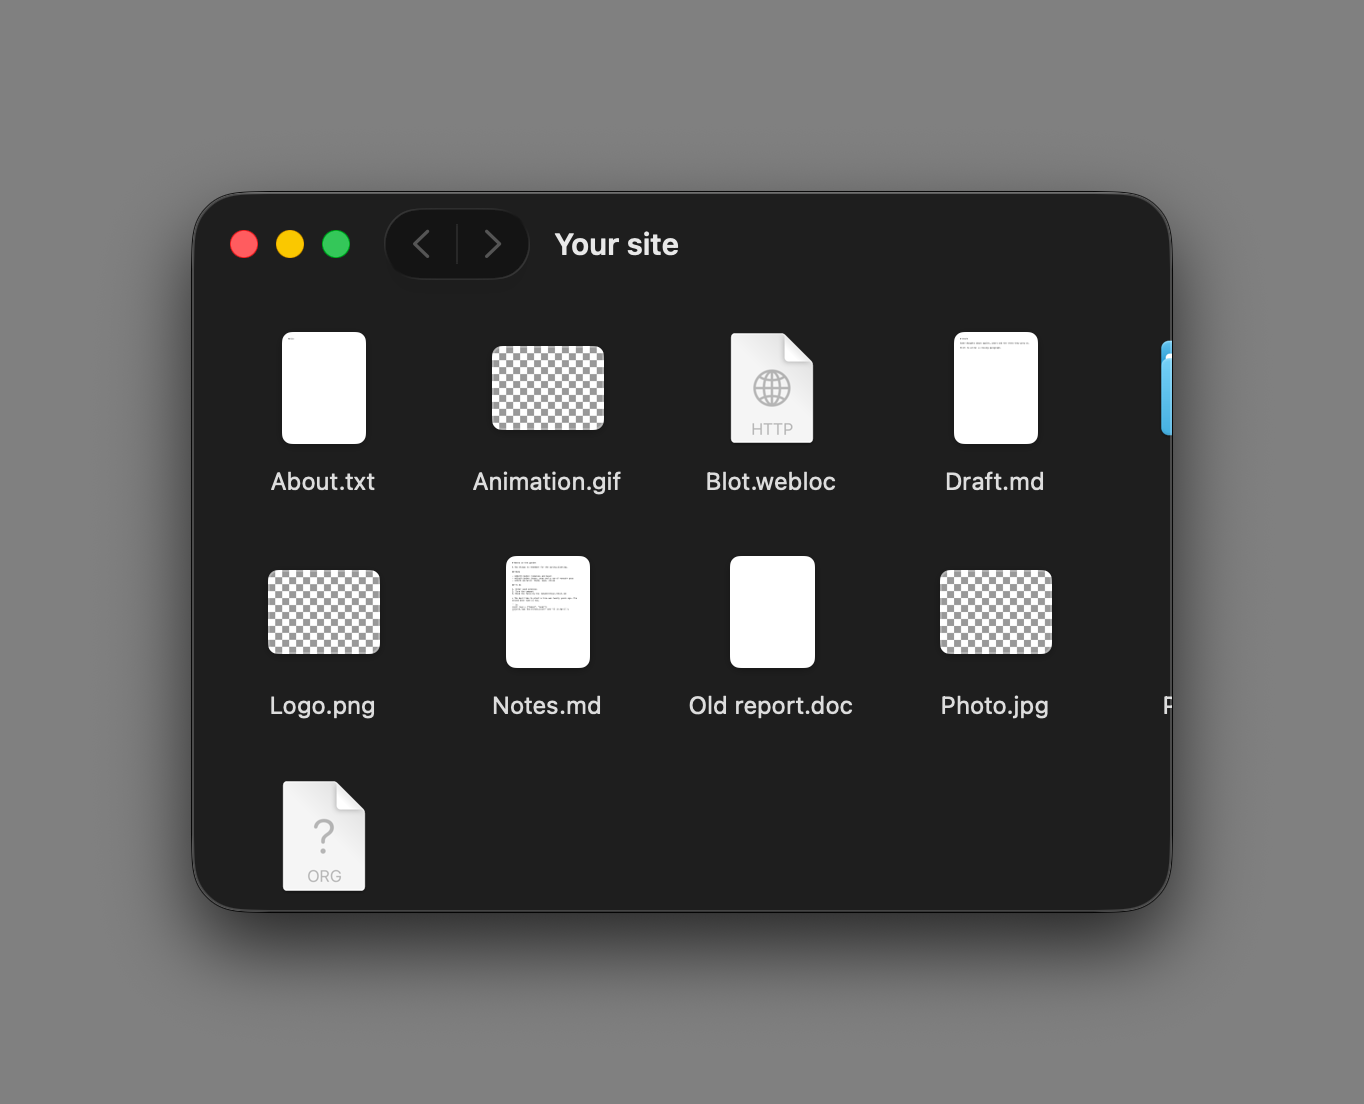 Your site
HTTP
About.txt
Animation.gif
Blot.webloc
Draft.md
Logo.png
Notes.md
Old report.doc
Photo.jpg
ORG